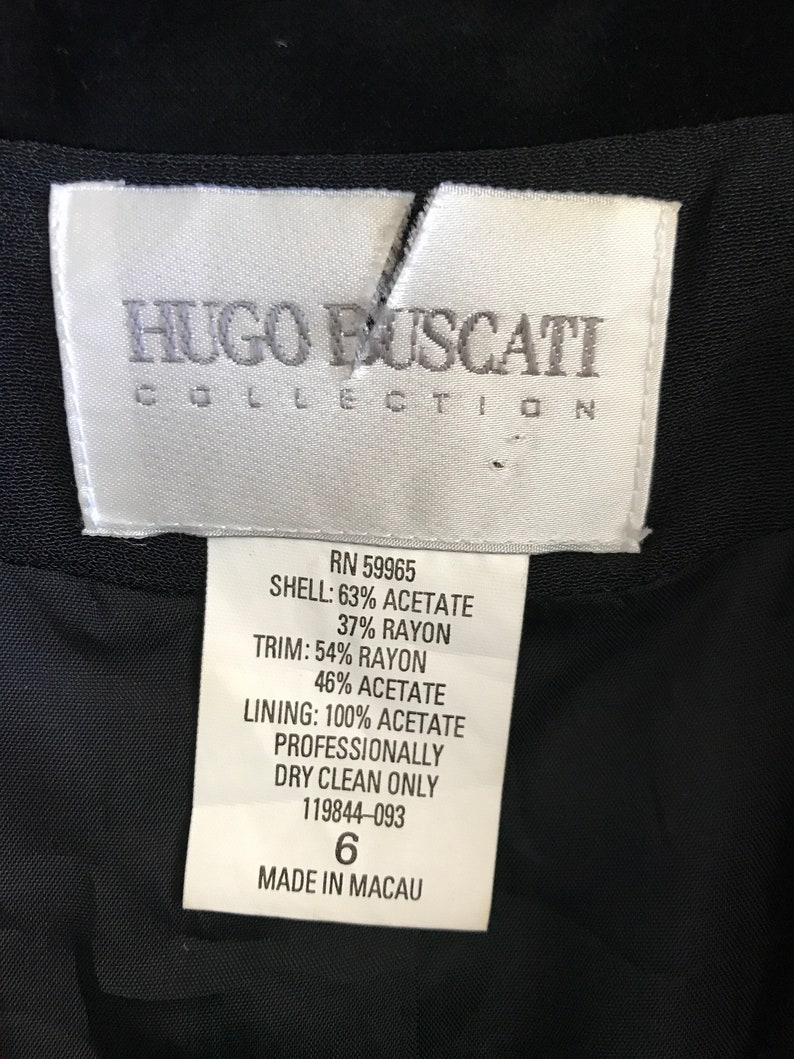 HUGO BUSCATI
COLLECTION
RN 59965
SHELL: 63% ACETATE
37% RAYON
TRIM: 54% RAYON
46% ACETATE
LINING: 100% ACETATE
PROFESSIONALLY
DRY CLEAN ONLY
119844-093
6
MADE IN MACAU